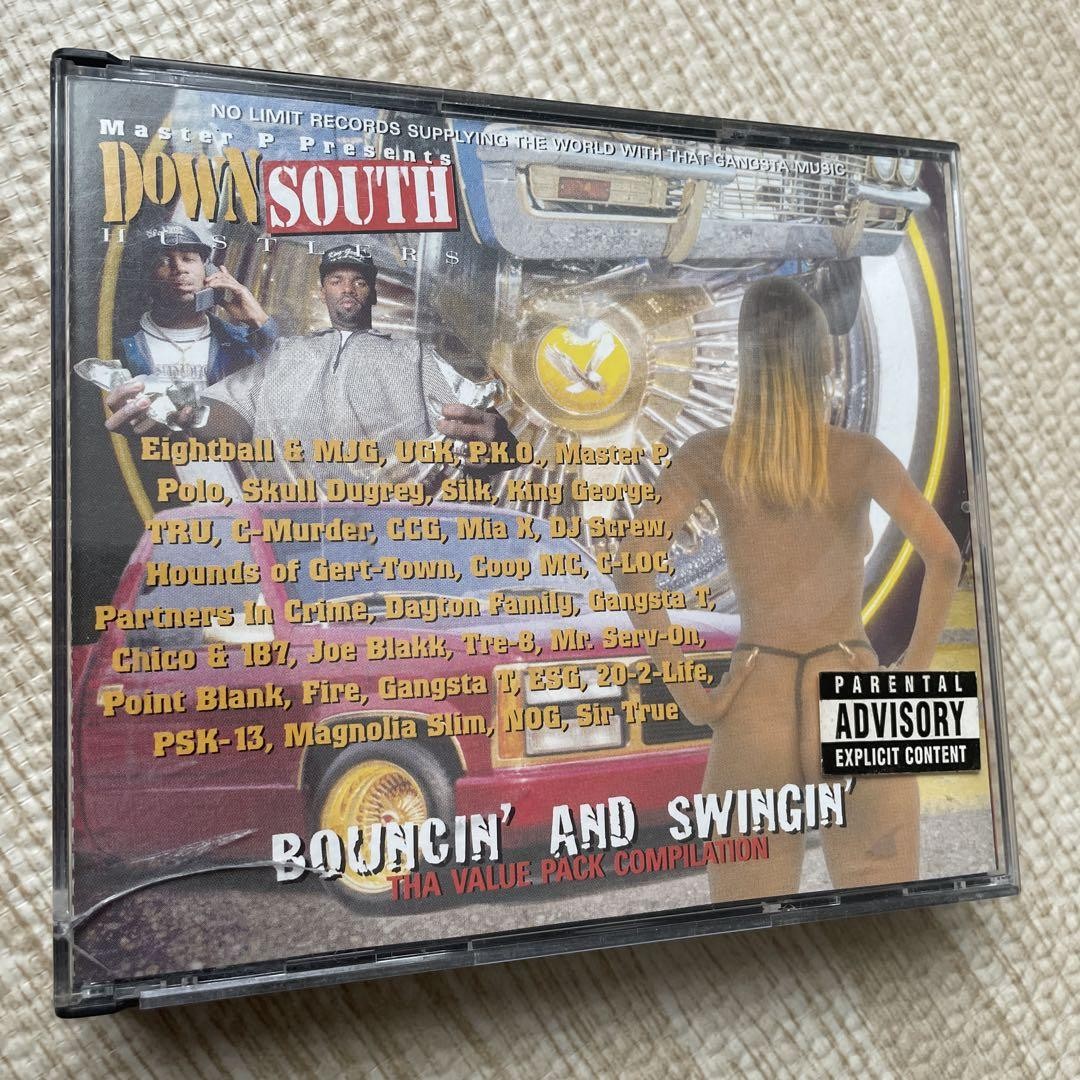 NO LIMIT RECORDS SUPPLYING THE WORLD WITH THAT GANGSTA MUSIC
Master P Presents
DOWN SOUTH
HUSTLERS
Eightball & MJG, UGK, P.K.O., Master P,
Polo, Skull Dugrey, Silk, King George,
TRU, C-Murder, CCG, Mia X, DJ Screw,
Hounds of Gert-Town, Coop MC, C-LOC,
Partners In Crime, Dayton Family, Gangsta T,
Chico & 187, Joe Blakk, Tre-8, Mr. Serv-On,
Point Blank, Fire, Gangsta T, ESG, 20-2-Life,
PSK-13, Magnolia Slim, NOG, Sir True
PARENTAL
ADVISORY
EXPLICIT CONTENT
BOUNCIN' AND SWINGIN'
THA VALUE PACK COMPILATION